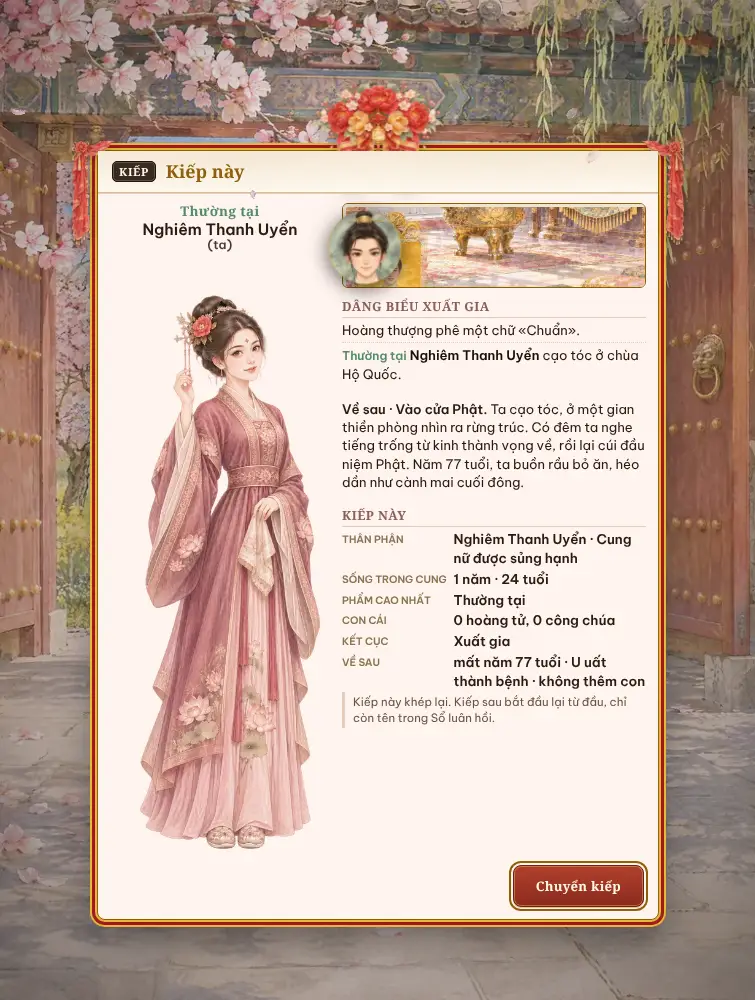 KIẾP Kiếp này
Thường tại
Nghiêm Thanh Uyển
(ta)
DÂNG BIỂU XUẤT GIA
Hoàng thượng phê một chữ «Chuẩn».
Thường tại Nghiêm Thanh Uyển cạo tóc ở chùa
Hộ Quốc.
Về sau · Vào cửa Phật. Ta cạo tóc, ở một gian
thiền phòng nhìn ra rừng trúc. Có đêm ta nghe
tiếng trống từ kinh thành vọng về, rồi lại cúi đầu
niệm Phật. Năm 77 tuổi, ta buồn rầu bỏ ăn, héo
dần như cành mai cuối đông.
KIẾP NÀY
THÂN PHẬN Nghiêm Thanh Uyển · Cung
nữ được sủng hạnh
SỐNG TRONG CUNG 1 năm · 24 tuổi
PHẨM CAO NHẤT Thường tại
CON CÁI 0 hoàng tử, 0 công chúa
KẾT CỤC Xuất gia
VỀ SAU mất năm 77 tuổi · U uất
thành bệnh · không thêm con
Kiếp này khép lại. Kiếp sau bắt đầu lại từ đầu, chỉ
còn tên trong Sổ luân hồi.
Chuyển kiếp